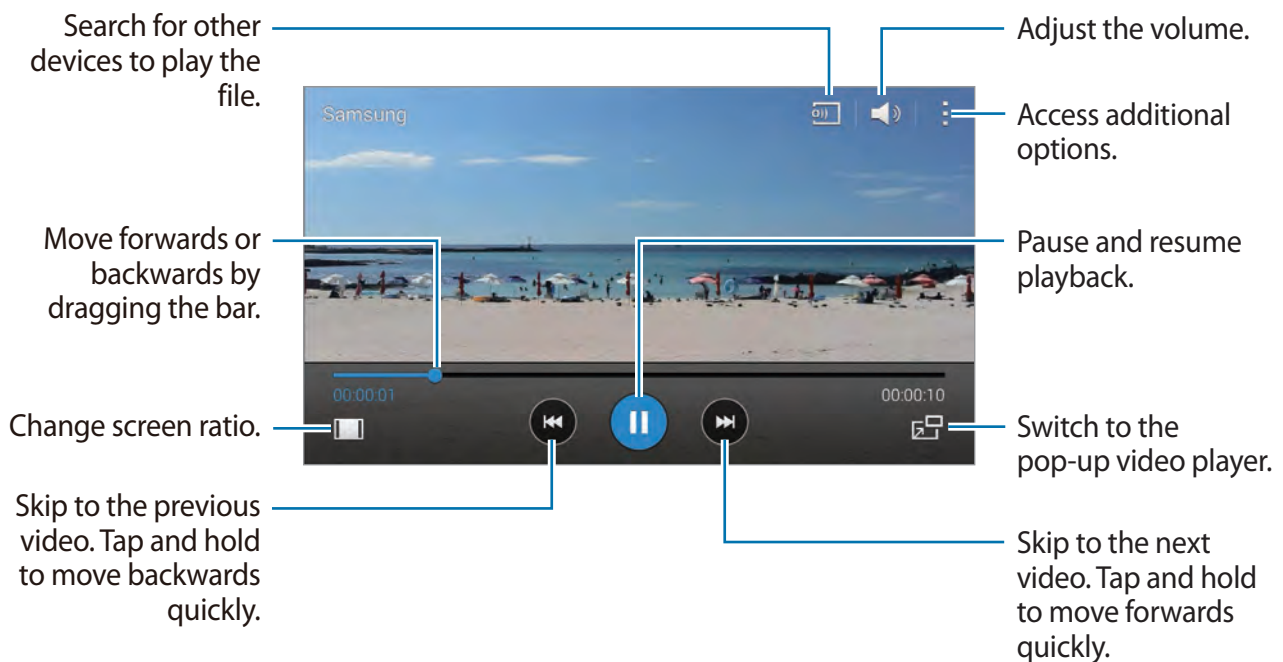 Search for other
devices to play the
file.
Adjust the volume.
Samsung
Access additional
options.
Move forwards or
backwards by
dragging the bar.
Pause and resume
playback.
00:00:01
00:00:10
Change screen ratio.
Switch to the
pop-up video player.
Skip to the previous
video. Tap and hold
to move backwards
quickly.
Skip to the next
video. Tap and hold
to move forwards
quickly.